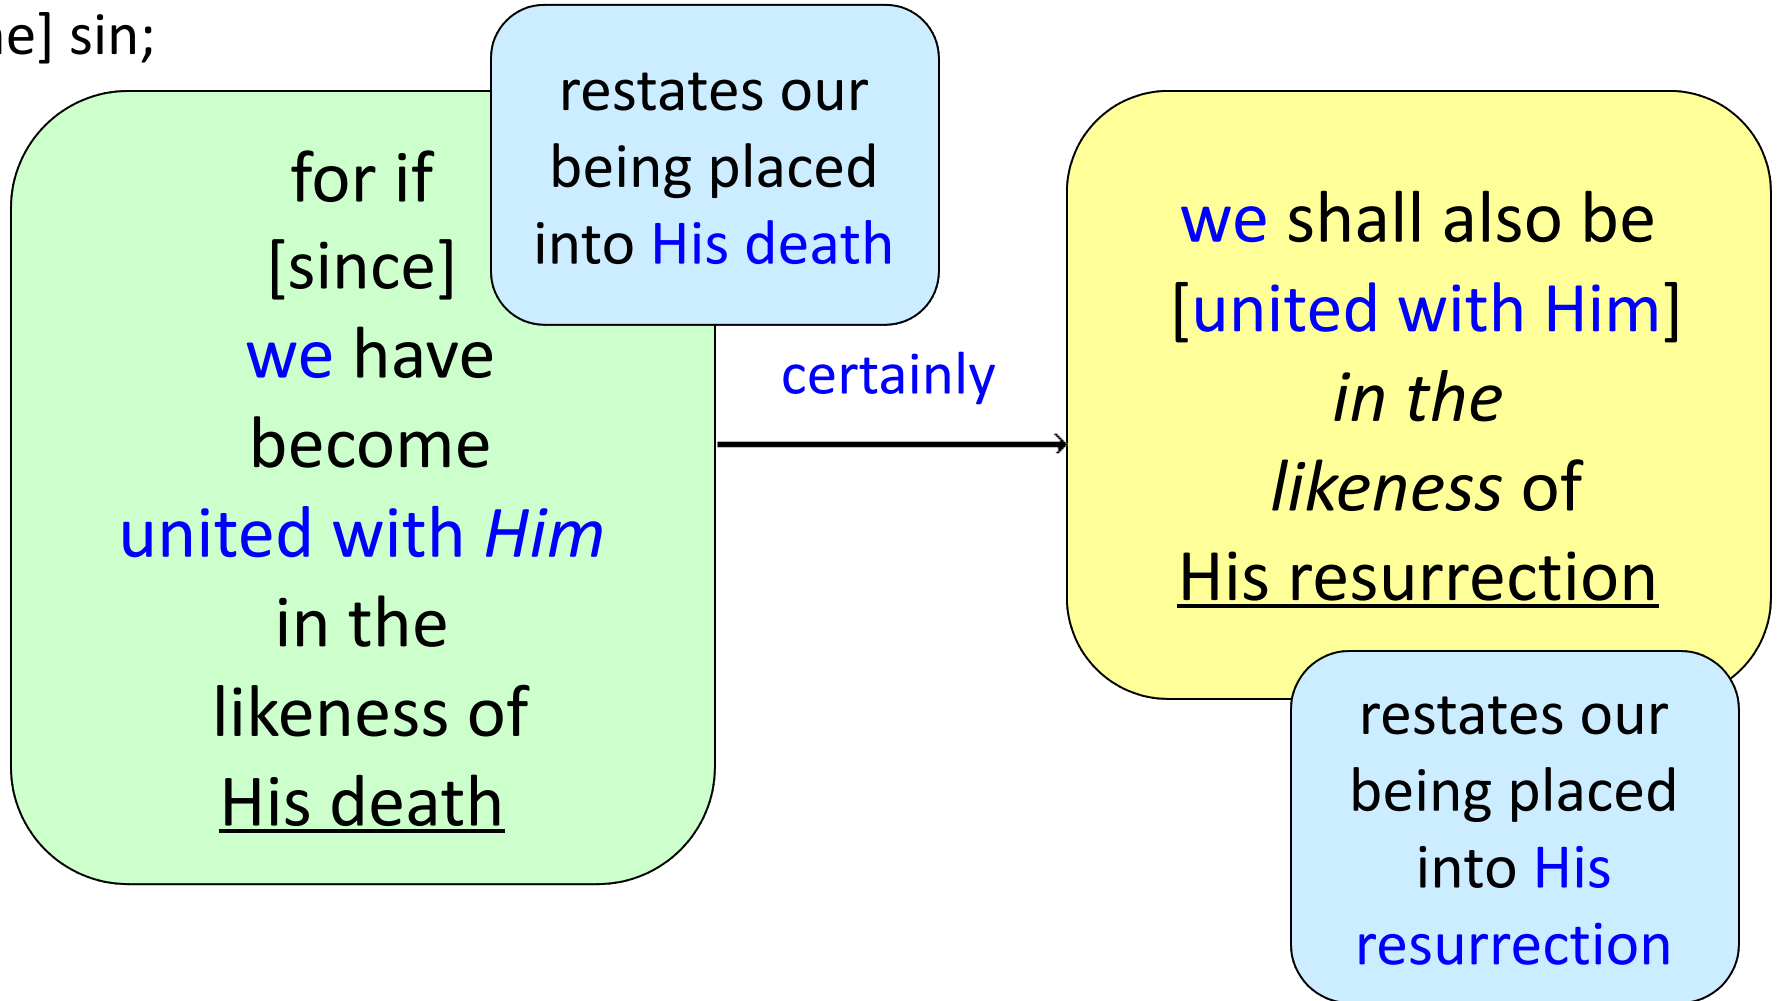 sin;
for if
[since]
we have
become
united with Him
in the
likeness of
His death
restates our
being placed
into His death
certainly
we shall also be
[united with Him]
in the
likeness of
His resurrection
restates our
being placed
into His
resurrection